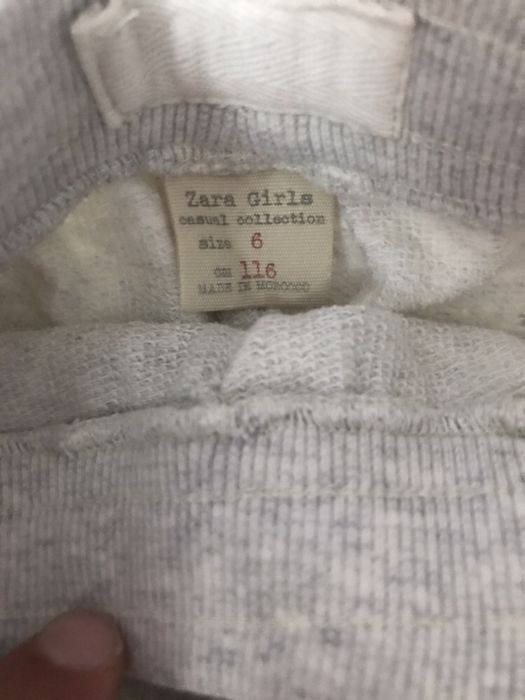 Zara Girls
casual collection
size 6
cm 116
MADE IN MOROCCO